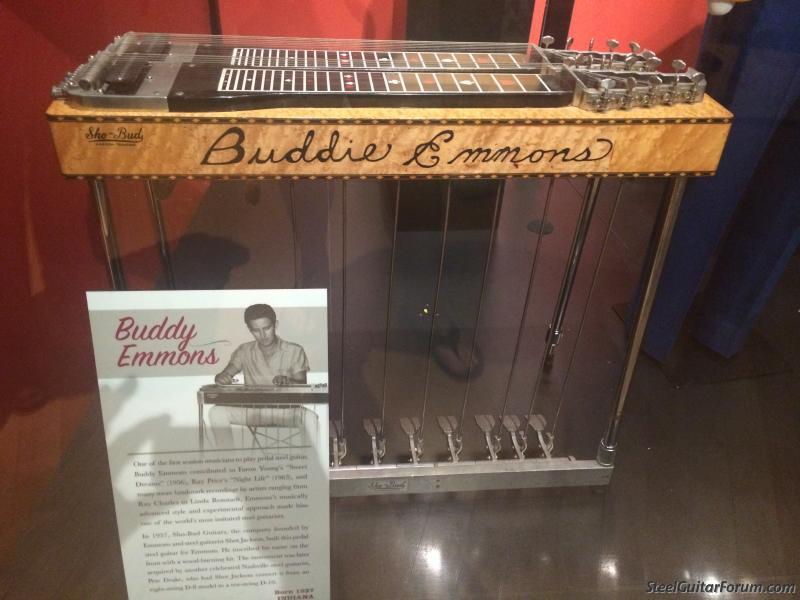 Sho-Bud
Buddie Emmons
Buddy
Emmons
One of the first session musicians to play pedal steel guitar,
Buddy Emmons contributed to Faron Young's "Sweet
Dreams" (1956), Ray Price's "Night Life" (1963), and
many more landmark recordings by artists ranging from
Ray Charles to Linda Ronstadt. Emmons's musically
advanced style and experimental approach made him
one of the world's most imitated steel guitarists.
In 1957, Sho-Bud Guitars, the company founded by
Emmons and steel guitarist Shot Jackson, built this pedal
steel guitar for Emmons. He inscribed his name on the
front with a wood-burning kit. The instrument was later
acquired by another celebrated Nashville steel guitarist,
Pete Drake, who had Shot Jackson convert it from an
eight-string D-8 model to a ten-string D-10.
Born 1937
INDIANA
Sho-Bud
SteelGuitarForum.com